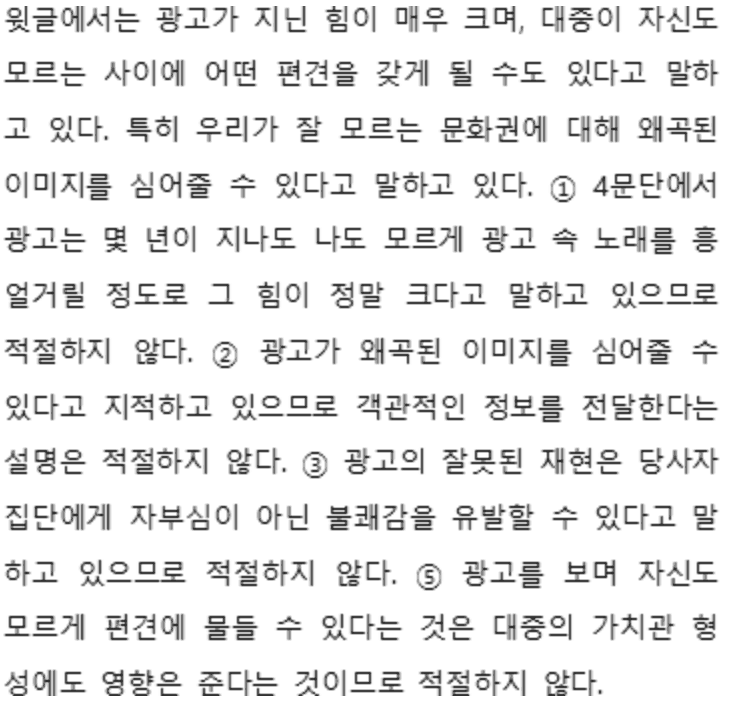 윗글에서는 광고가 지닌 힘이 매우 크며, 대중이 자신도
모르는 사이에 어떤 편견을 갖게 될 수도 있다고 말하
고 있다. 특히 우리가 잘 모르는 문화권에 대해 왜곡된
이미지를 심어줄 수 있다고 말하고 있다. ① 4문단에서
광고는 몇 년이 지나도 나도 모르게 광고 속 노래를 흥
얼거릴 정도로 그 힘이 정말 크다고 말하고 있으므로
적절하지 않다. ② 광고가 왜곡된 이미지를 심어줄 수
있다고 지적하고 있으므로 객관적인 정보를 전달한다는
설명은 적절하지 않다. ③ 광고의 잘못된 재현은 당사자
집단에게 자부심이 아닌 불쾌감을 유발할 수 있다고 말
하고 있으므로 적절하지 않다. ⑤ 광고를 보며 자신도
모르게 편견에 물들 수 있다는 것은 대중의 가치관 형
성에도 영향은 준다는 것이므로 적절하지 않다.